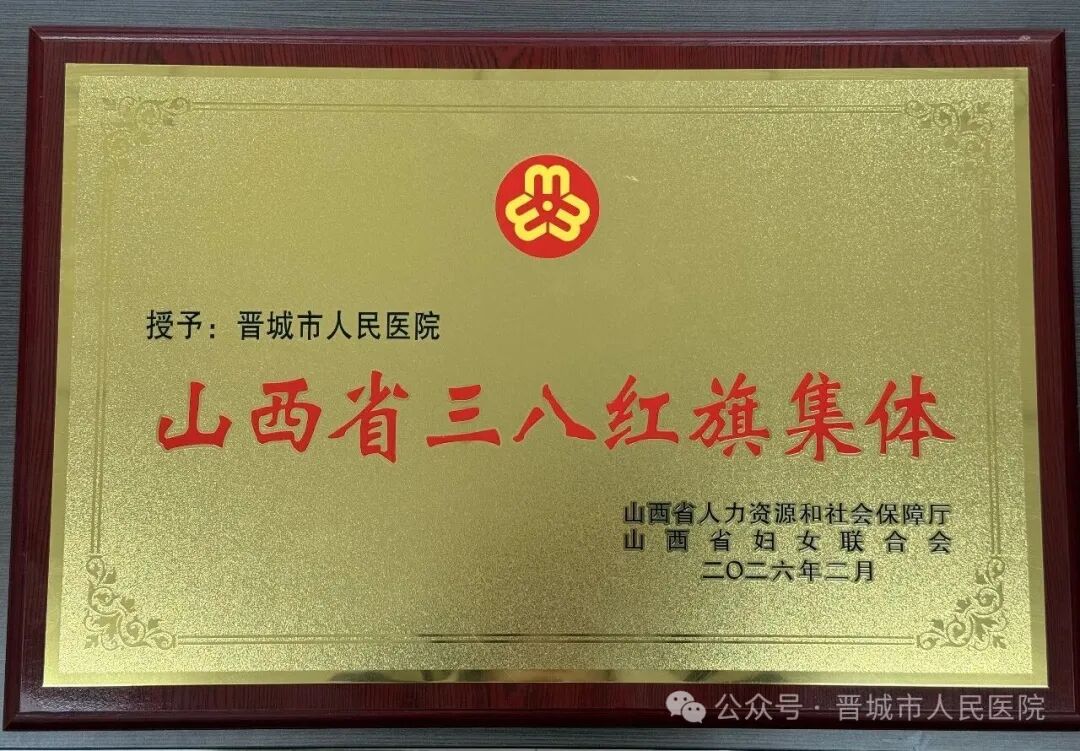 授予：晋城市人民医院
山西省三八红旗集体
山西省人力资源和社会保障厅
山西省妇女联合会
二〇二六年二月
公众号·晋城市人民医院